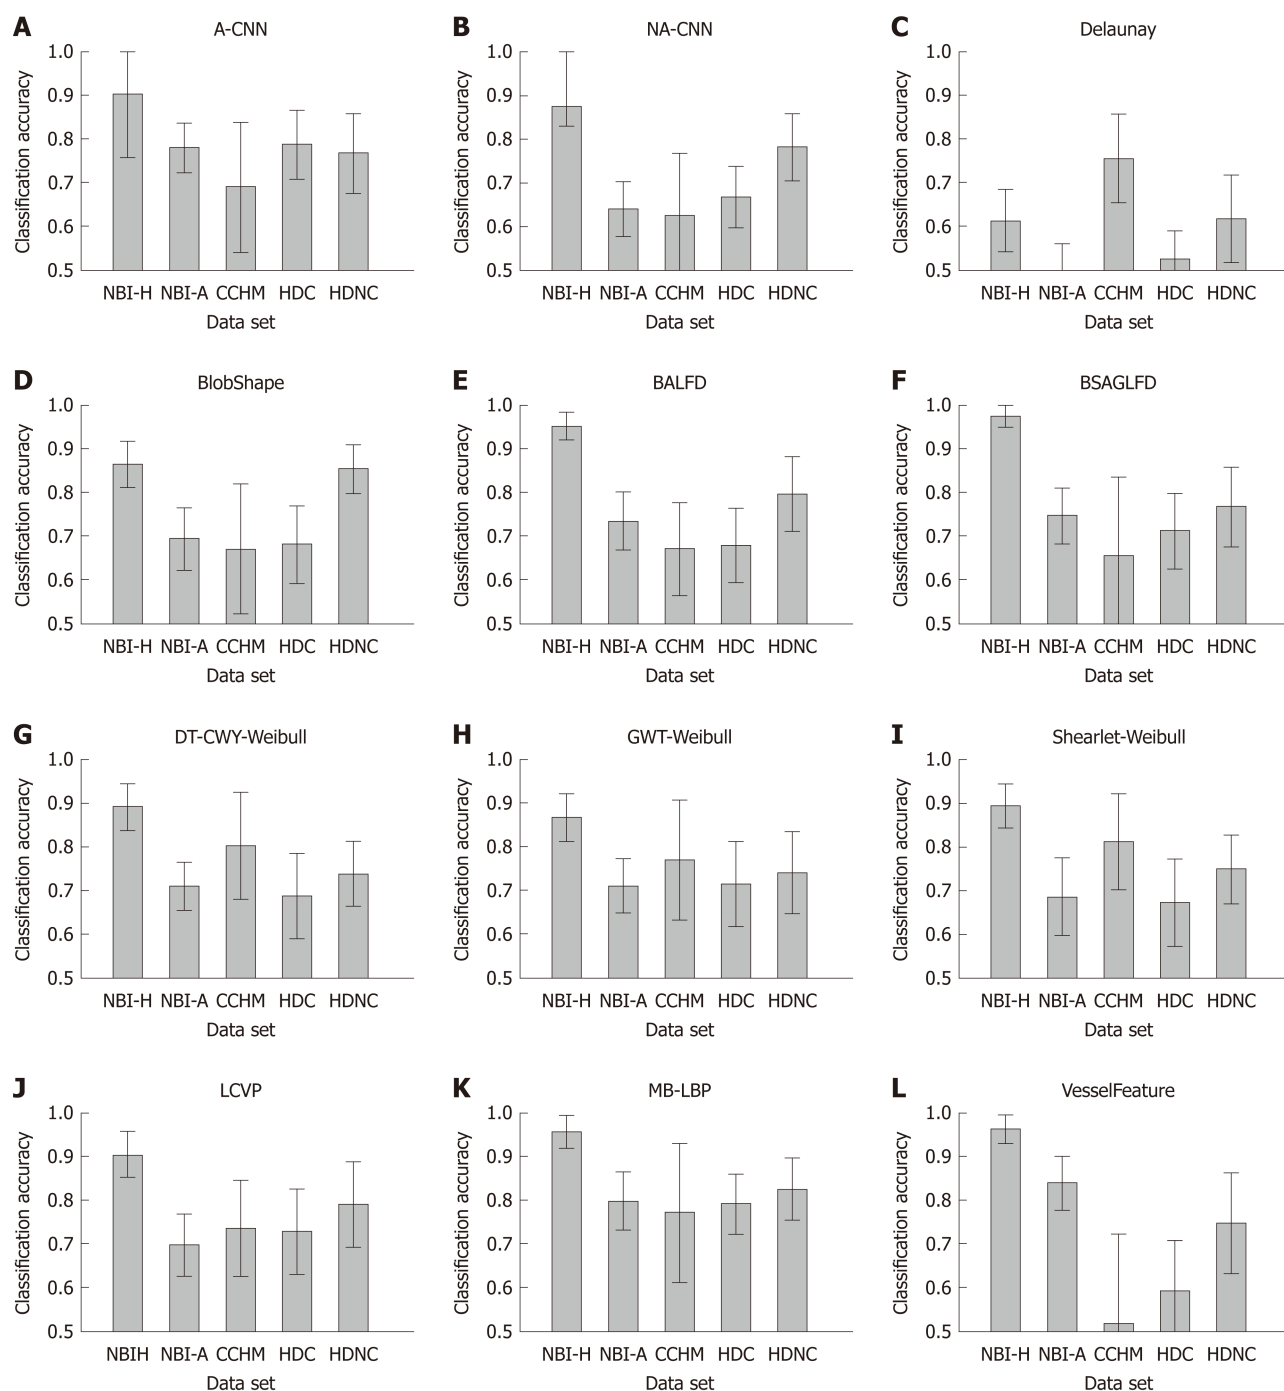 A
A-CNN
Classification accuracy
1.0
0.9
0.8
0.7
0.6
0.5
NBI-H NBI-A CCHM HDC HDNC
Data set
B
NA-CNN
Classification accuracy
1.0
0.9
0.8
0.7
0.6
0.5
NBI-H NBI-A CCHM HDC HDNC
Data set
C
Delaunay
Classification accuracy
1.0
0.9
0.8
0.7
0.6
0.5
NBI-H NBI-A CCHM HDC HDNC
Data set
D
BlobShape
Classification accuracy
1.0
0.9
0.8
0.7
0.6
0.5
NBI-H NBI-A CCHM HDC HDNC
Data set
E
BALFD
Classification accuracy
1.0
0.9
0.8
0.7
0.6
0.5
NBI-H NBI-A CCHM HDC HDNC
Data set
F
BSAGLFD
Classification accuracy
1.0
0.9
0.8
0.7
0.6
0.5
NBI-H NBI-A CCHM HDC HDNC
Data set
G
DT-CWY-Weibull
Classification accuracy
1.0
0.9
0.8
0.7
0.6
0.5
NBI-H NBI-A CCHM HDC HDNC
Data set
H
GWT-Weibull
Classification accuracy
1.0
0.9
0.8
0.7
0.6
0.5
NBI-H NBI-A CCHM HDC HDNC
Data set
I
Shearlet-Weibull
Classification accuracy
1.0
0.9
0.8
0.7
0.6
0.5
NBI-H NBI-A CCHM HDC HDNC
Data set
J
LCVP
Classification accuracy
1.0
0.9
0.8
0.7
0.6
0.5
NBIH NBI-A CCHM HDC HDNC
Data set
K
MB-LBP
Classification accuracy
1.0
0.9
0.8
0.7
0.6
0.5
NBI-H NBI-A CCHM HDC HDNC
Data set
L
VesselFeature
Classification accuracy
1.0
0.9
0.8
0.7
0.6
0.5
NBI-H NBI-A CCHM HDC HDNC
Data set